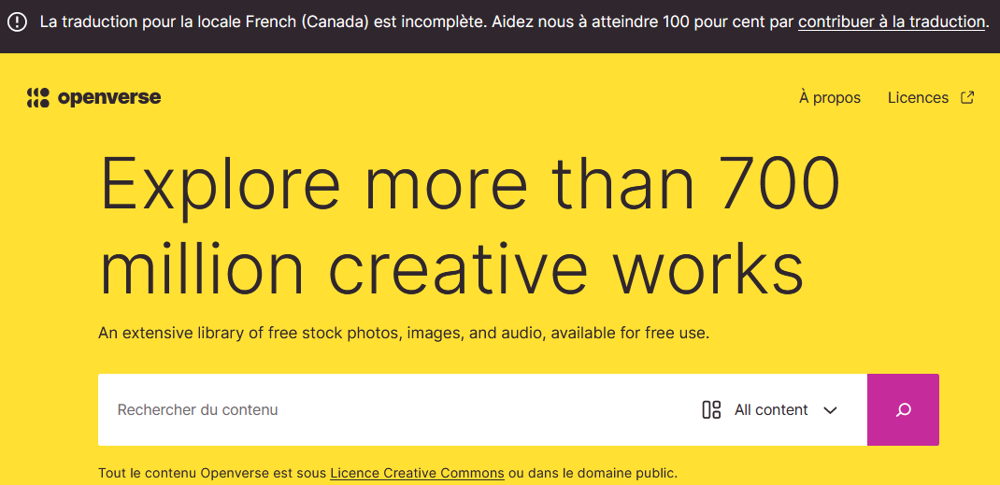 La traduction pour la locale French (Canada) est incomplète. Aidez nous à atteindre 100 pour cent par contribuer à la traduction.
openverse
À propos
Licences
Explore more than 700
million creative works
An extensive library of free stock photos, images, and audio, available for free use.
Rechercher du contenu
All content
Tout le contenu Openverse est sous Licence Creative Commons ou dans le domaine public.